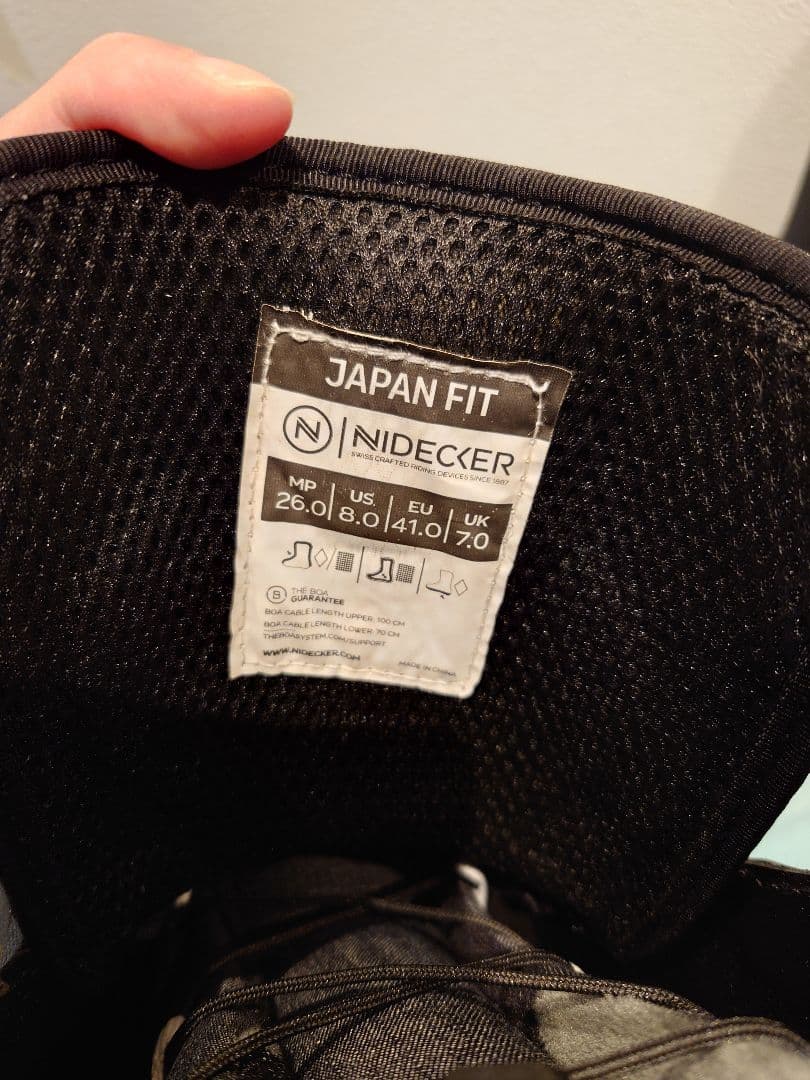 JAPAN FIT
N NIDECKER
SWISS CRAFTED RIDING DEVICES SINCE 1887
MP US EU UK
26.0 8.0 41.0 7.0
B THE BOA
GUARANTEE
BOA CABLE LENGTH UPPER: 100 CM
BOA CABLE LENGTH LOWER: 70 CM
THEBOASYSTEM.COM/SUPPORT
WWW.NIDECKER.COM MADE IN CHINA